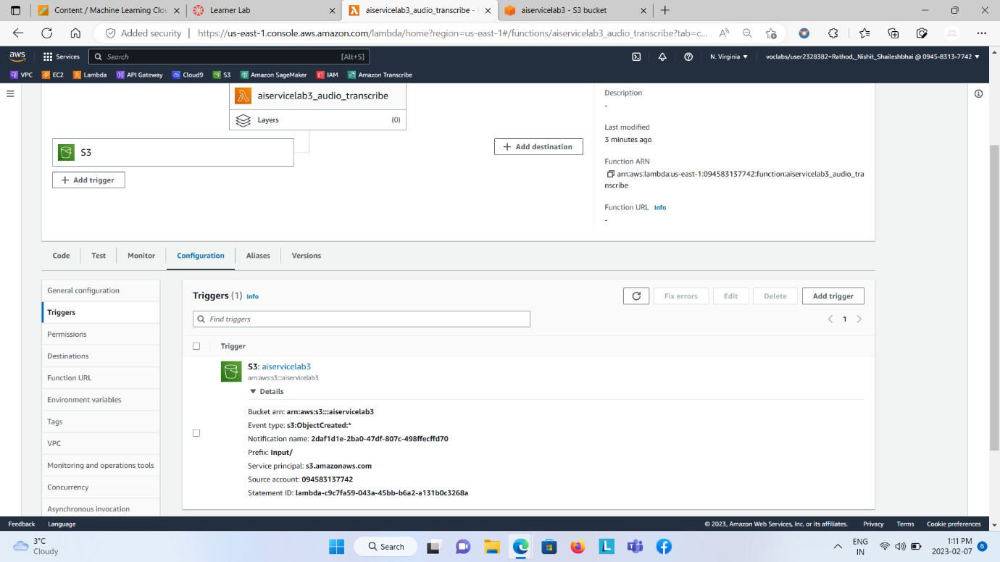 Content / Machine Learning Clou
Learner Lab
aiservicelab3_audio_transcribe -
aiservicelab3 - S3 bucket
Added security
https://us-east-1.console.aws.amazon.com/lambda/home?region=us-east-1#/functions/aiservicelab3_audio_transcribe?tab=c...
aws
Services
Search
[Alt+S]
N. Virginia
voclabs/user2328382=Rathod,_Nishit_Shaileshbhai @ 0945-8313-7742
VPC
EC2
Lambda
API Gateway
Cloud9
S3
Amazon SageMaker
IAM
Amazon Transcribe
aiservicelab3_audio_transcribe
Layers
(0)
S3
+ Add trigger
+ Add destination
Description
-
Last modified
3 minutes ago
Function ARN
arn:aws:lambda:us-east-1:094583137742:function:aiservicelab3_audio_tra
nscribe
Function URL Info
-
Code
Test
Monitor
Configuration
Aliases
Versions
General configuration
Triggers
Permissions
Destinations
Function URL
Environment variables
Tags
VPC
Monitoring and operations tools
Concurrency
Asynchronous invocation
Triggers (1) Info
Fix errors
Edit
Delete
Add trigger
Find triggers
1
Trigger
S3: aiservicelab3
arn:aws:s3:::aiservicelab3
Details
Bucket arn: arn:aws:s3:::aiservicelab3
Event type: s3:ObjectCreated:*
Notification name: 2daf1d1e-2ba0-47df-807c-498ffecffd70
Prefix: Input/
Service principal: s3.amazonaws.com
Source account: 094583137742
Statement ID: lambda-c9c7fa59-043a-45bb-b6a2-a131b0c3268a
Feedback
Language
© 2023, Amazon Web Services, Inc. or its affiliates.
Privacy
Terms
Cookie preferences
3°C
Cloudy
Search
ENG
IN
1:11 PM
2023-02-07
6